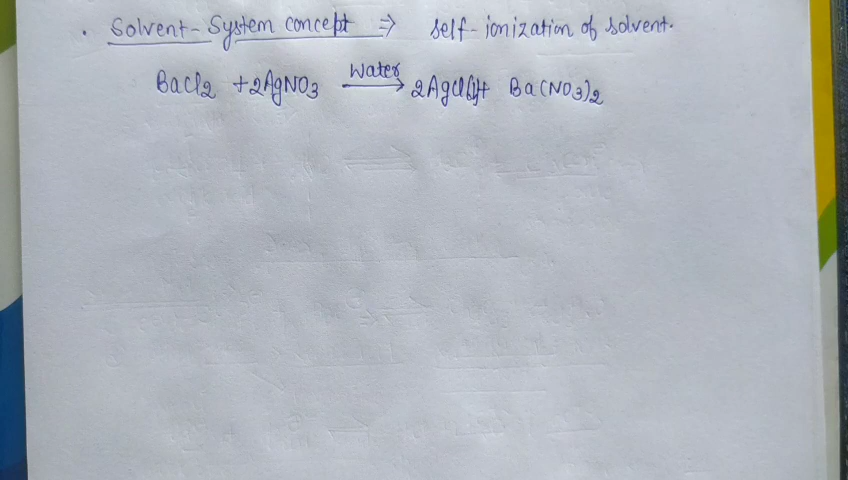 . Solvent-System concept ⇒ self-ionization of solvent.
BaCl2 + 2AgNO3 water→ 2AgCl(↓)+ Ba(NO3)2